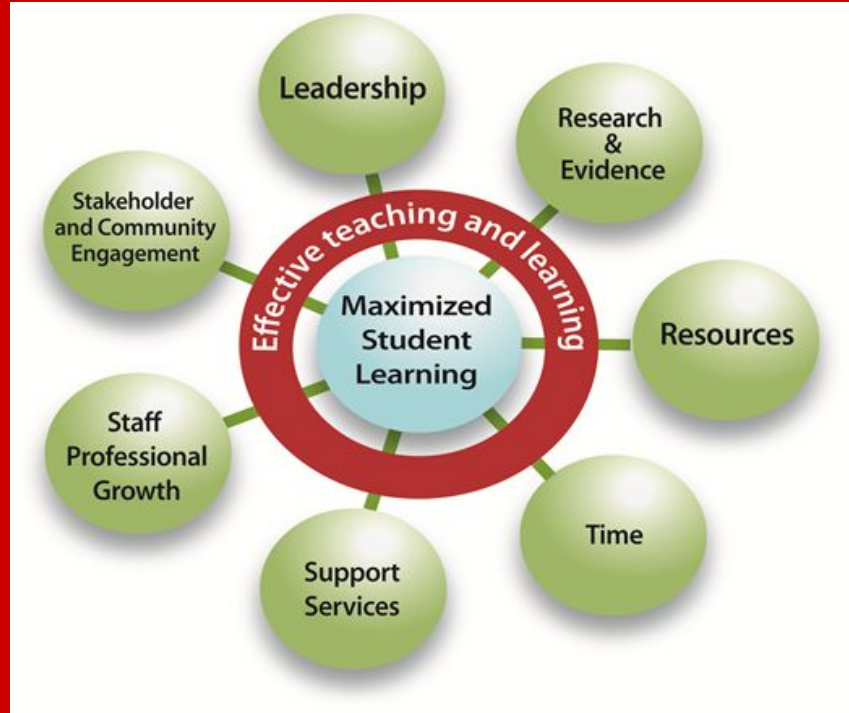 Leadership
Research
&
Evidence
Stakeholder
and Community
Engagement
Effective teaching and learning
Maximized
Student
Learning
Resources
Staff
Professional
Growth
Time
Support
Services